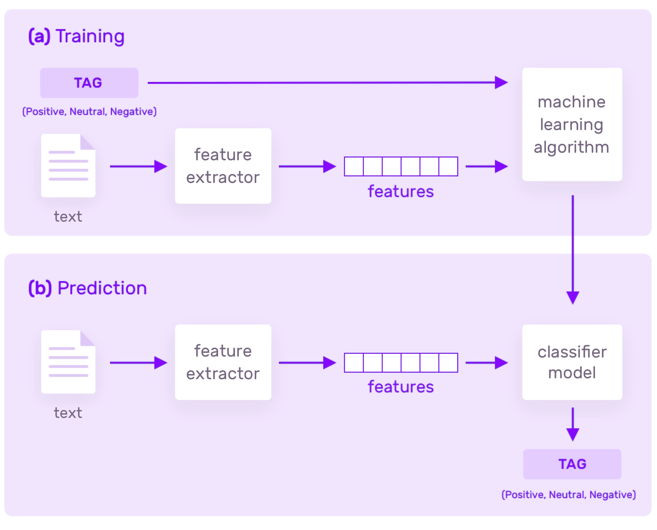 (a) Training
TAG
(Positive, Neutral, Negative)
machine
learning
algorithm
feature
extractor
features
text
(b) Prediction
feature
extractor
classifier
model
features
text
TAG
(Positive, Neutral, Negative)